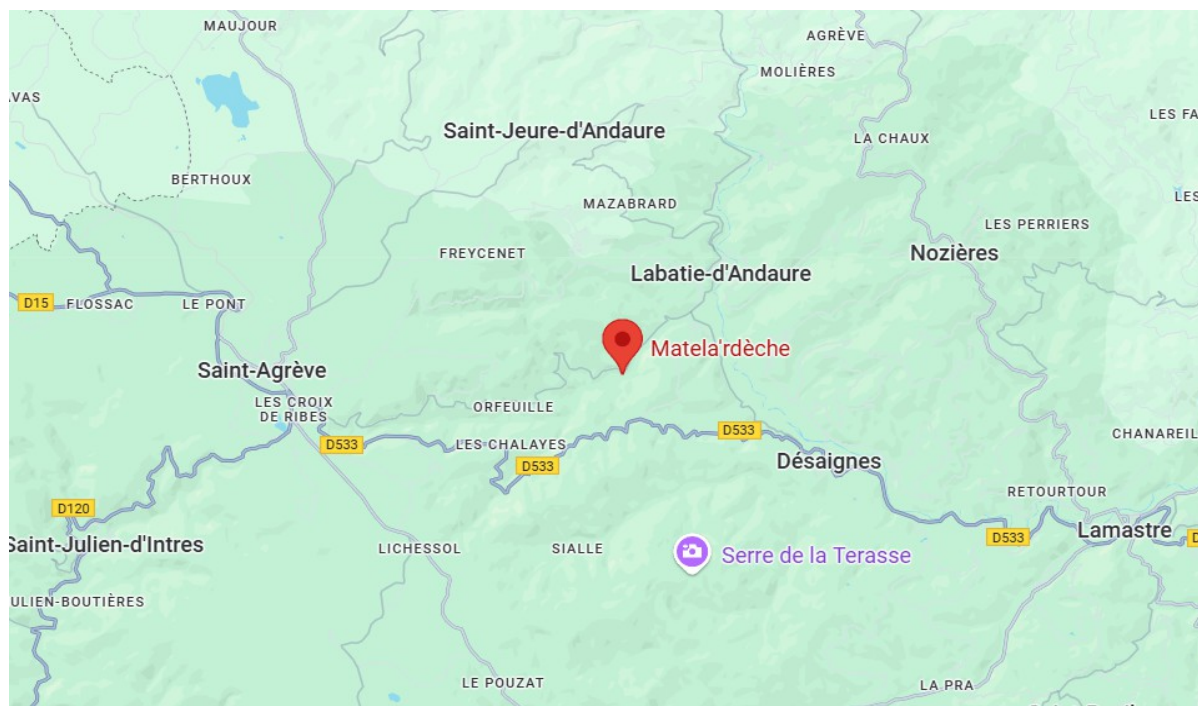 MAUJOUR
AGRÈVE
MOLIÈRES
AVAS
LES FA
Saint-Jeure-d'Andaure
LA CHAUX
BERTHOUX
LES
MAZABRARD
LES PERRIERS
FREYCENET
Nozières
Labatie-d'Andaure
D15
FLOSSAC
LE PONT
Matela'rdèche
Saint-Agrève
LES CROIX
DE RIBES
ORFEUILLE
D533
LES CHALAYES
D533
D533
CHANAREIL
Désaignes
RETOURTOUR
D120
Lamastre
D533
D
Saint-Julien-d'Intres
LICHESSOL
SIALLE
Serre de la Terasse
ULIEN-BOUTIÈRES
LE POUZAT
LA PRA